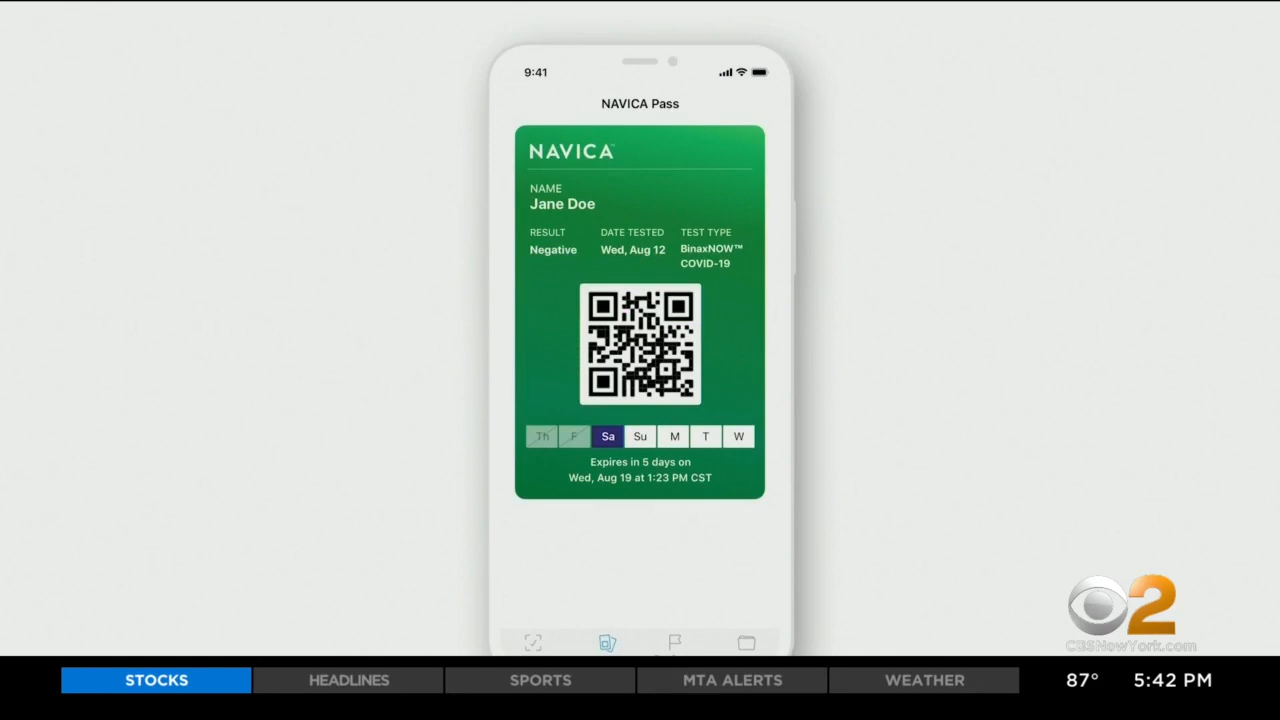 9:41
NAVICA Pass
NAVICA™
NAME
Jane Doe
RESULT DATE TESTED TEST TYPE
Negative Wed, Aug 12 BinaxNOW™
COVID-19
Th F Sa Su M T W
Expires in 5 days on
Wed, Aug 19 at 1:23 PM CST
2
CBSNewYork.com
STOCKS HEADLINES SPORTS MTA ALERTS WEATHER 87° 5:42 PM